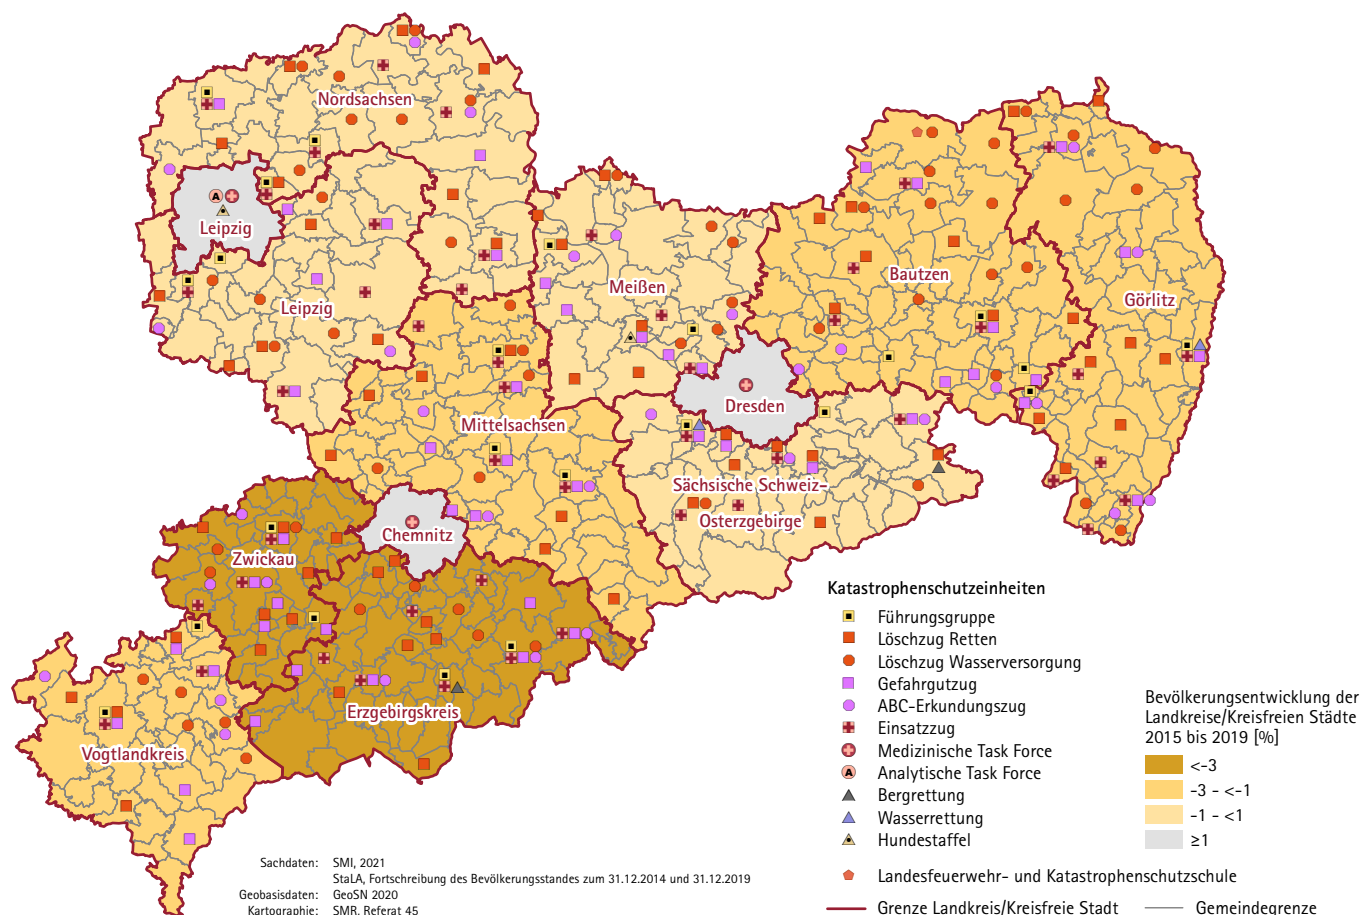 Nordsachsen
Leipzig
Leipzig
Meißen
Bautzen
Görlitz
Dresden
Mittelsachsen
Sächsische Schweiz-
Osterzgebirge
Chemnitz
Zwickau
Erzgebirgskreis
Vogtlandkreis
A
Katastrophenschutzeinheiten
Führungsgruppe
Löschzug Retten
Löschzug Wasserversorgung
Gefahrgutzug
ABC-Erkundungszug
Einsatzzug
Medizinische Task Force
A Analytische Task Force
Bergrettung
Wasserrettung
Hundestaffel
Landesfeuerwehr- und Katastrophenschutzschule
Grenze Landkreis/Kreisfreie Stadt
Gemeindegrenze
Bevölkerungsentwicklung der
Landkreise/Kreisfreien Städte
2015 bis 2019 [%]
<-3
-3 - <-1
-1 - <1
≥1
Sachdaten: SMI, 2021
StaLA, Fortschreibung des Bevölkerungsstandes zum 31.12.2014 und 31.12.2019
Geobasisdaten: GeoSN 2020
Kartographie: SMR, Referat 45